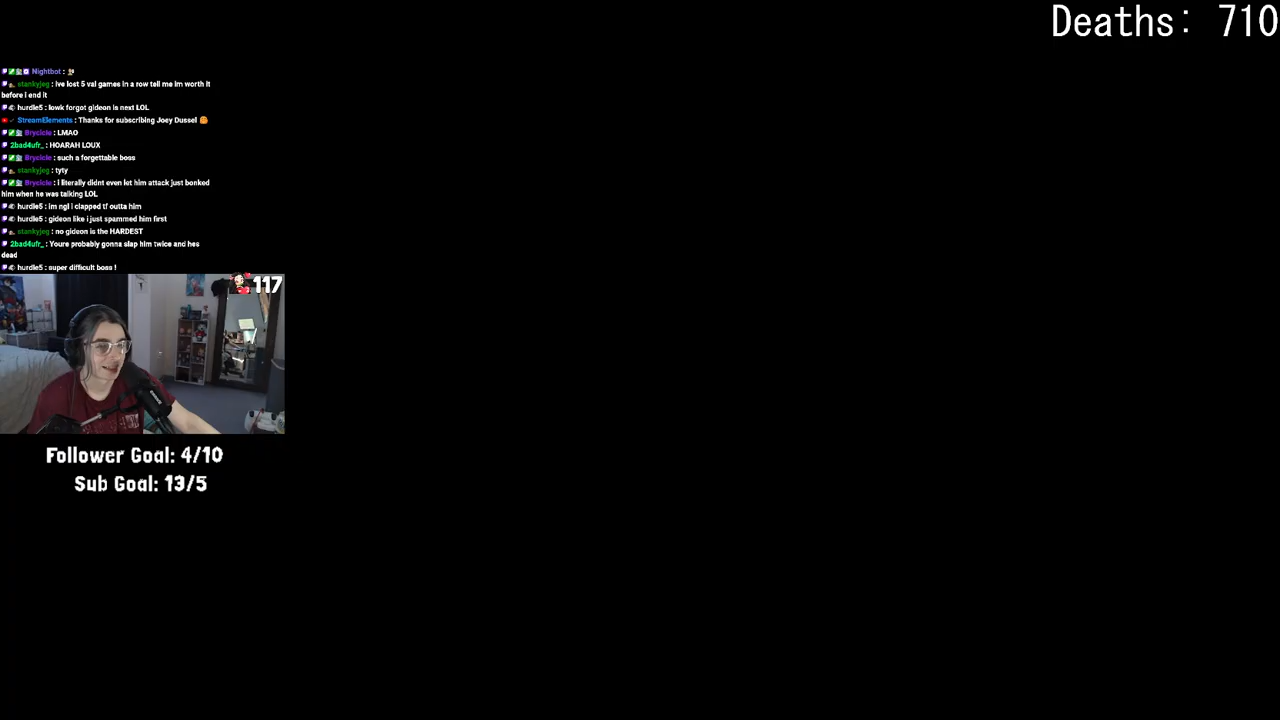 Deaths: 710
Nightbot :
stankyjeg : Ive lost 5 val games in a row tell me im worth it
before i end it
hurdle5 : lowk forgot gideon is next LOL
StreamElements : Thanks for subscribing Joey Dussel
Brycicle : LMAO
2bad4ufr_ : HOARAH LOUX
Brycicle : such a forgettable boss
stankyjeg : tyty
Brycicle : i literally didnt even let him attack just bonked
him when he was talking LOL
hurdle5 : im ngl i clapped tf outta him
hurdle5 : gideon like i just spammed him first
stankyjeg : no gideon is the HARDEST
2bad4ufr_ : Youre probably gonna slap him twice and hes
dead
hurdle5 : super difficult boss !
117
Follower Goal: 4/10
Sub Goal: 13/5